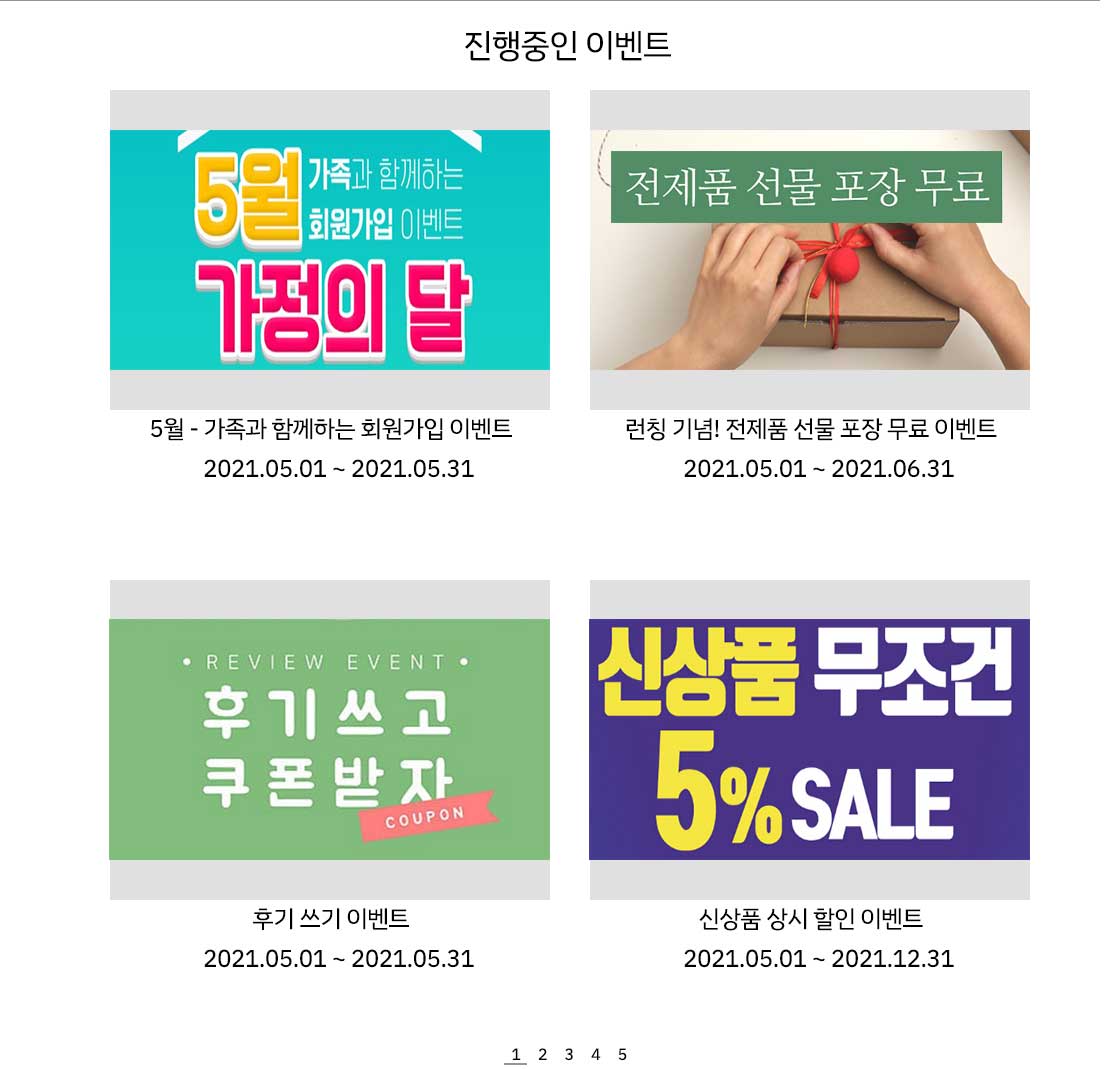 진행중인 이벤트
5월 가족과 함께하는
회원가입 이벤트
가정의 달
전제품 선물 포장 무료
5월 - 가족과 함께하는 회원가입 이벤트
2021.05.01 ~ 2021.05.31
런칭 기념! 전제품 선물 포장 무료 이벤트
2021.05.01 ~ 2021.06.31
• REVIEW EVENT •
후기쓰고
쿠폰받자
COUPON
신상품 무조건
5% SALE
후기 쓰기 이벤트
2021.05.01 ~ 2021.05.31
신상품 상시 할인 이벤트
2021.05.01 ~ 2021.12.31
1 2 3 4 5